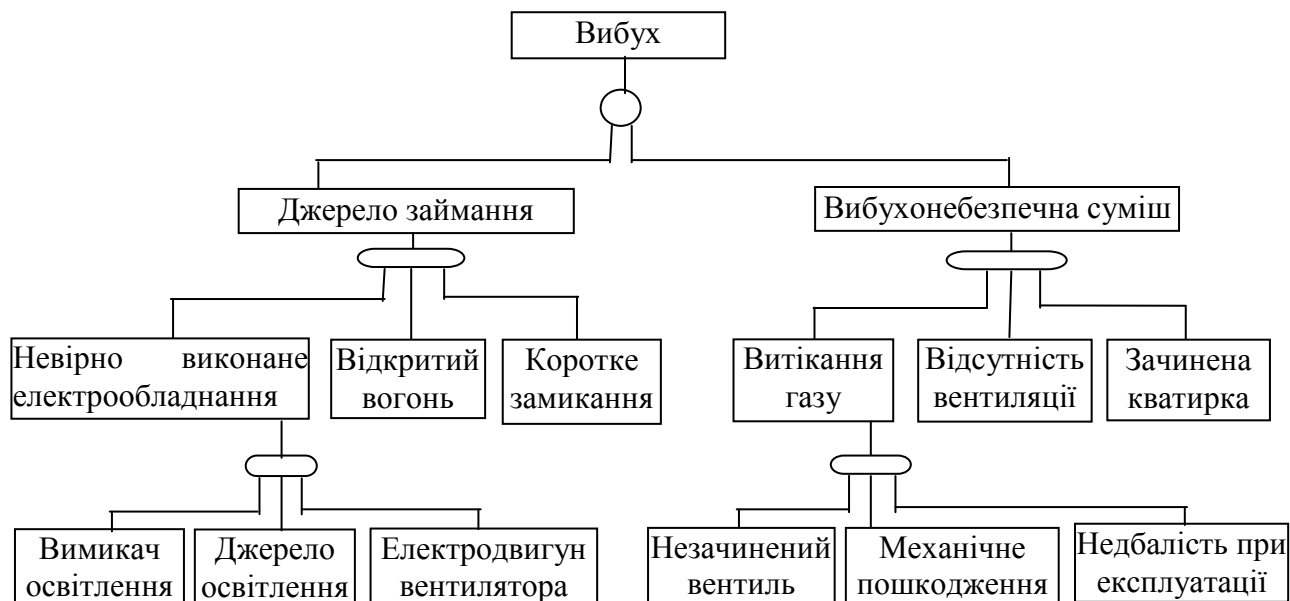 Вибух
Джерело займання
Вибухонебезпечна суміш
Невірно виконане
електрообладнання
Відкритий
вогонь
Коротке
замикання
Витікання
газу
Відсутність
вентиляції
Зачинена
кватирка
Вимикач
освітлення
Джерело
освітлення
Електродвигун
вентилятора
Незачинений
вентиль
Механічне
пошкодження
Недбалість при
експлуатації